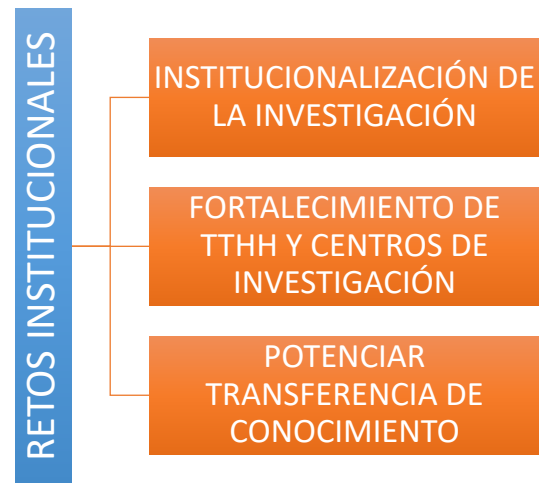 RETOS INSTITUCIONALES
INSTITUCIONALIZACIÓN DE
LA INVESTIGACIÓN
FORTALECIMIENTO DE
TTHH Y CENTROS DE
INVESTIGACIÓN
POTENCIAR
TRANSFERENCIA DE
CONOCIMIENTO